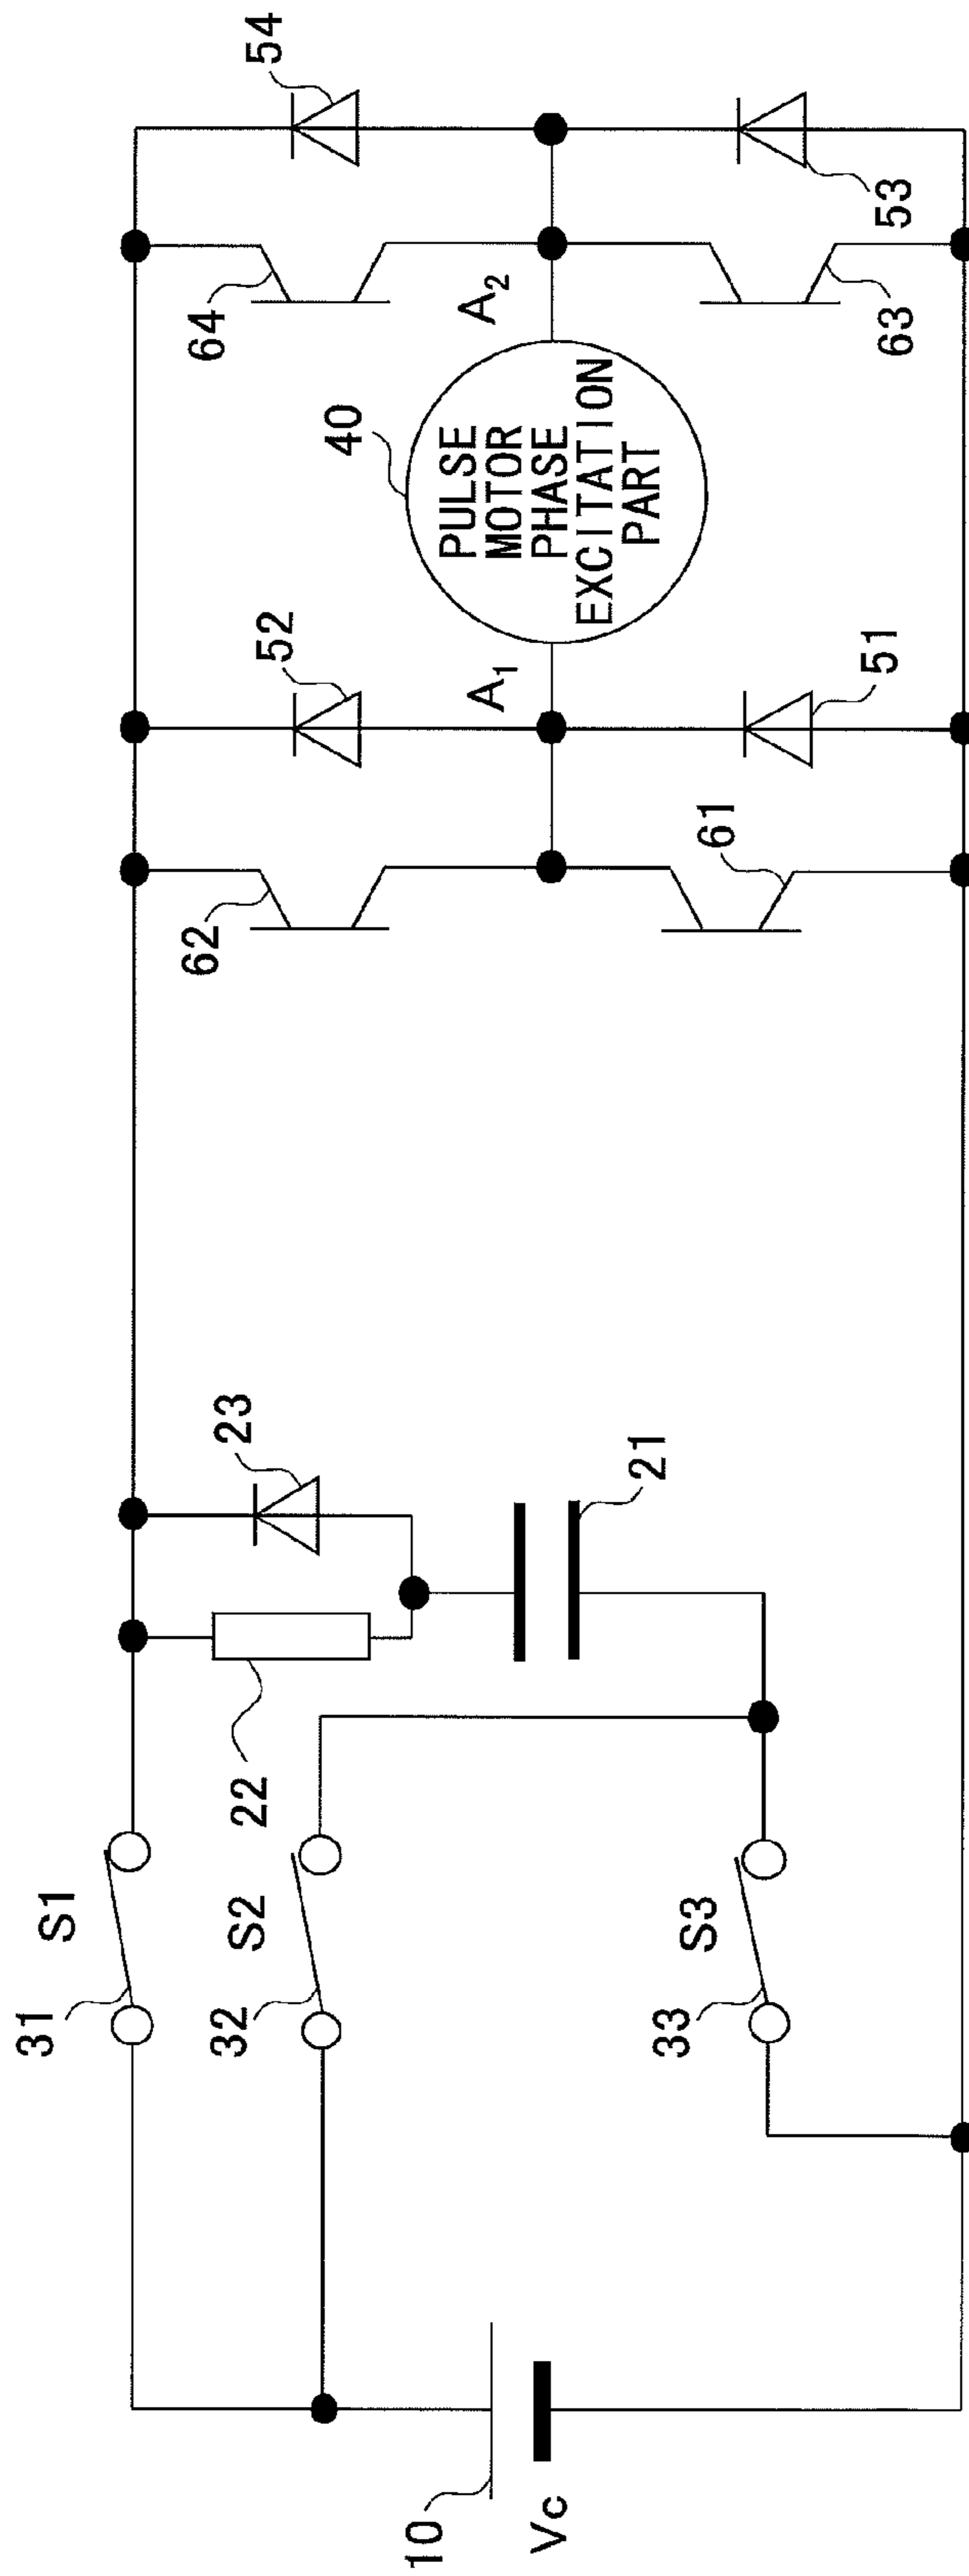 10
Vc
31
S1
32
S2
33
S3
22
23
21
62
61
52
51
A1
40
PULSE
MOTOR
PHASE
EXCITATION
PART
A2
64
63
54
53